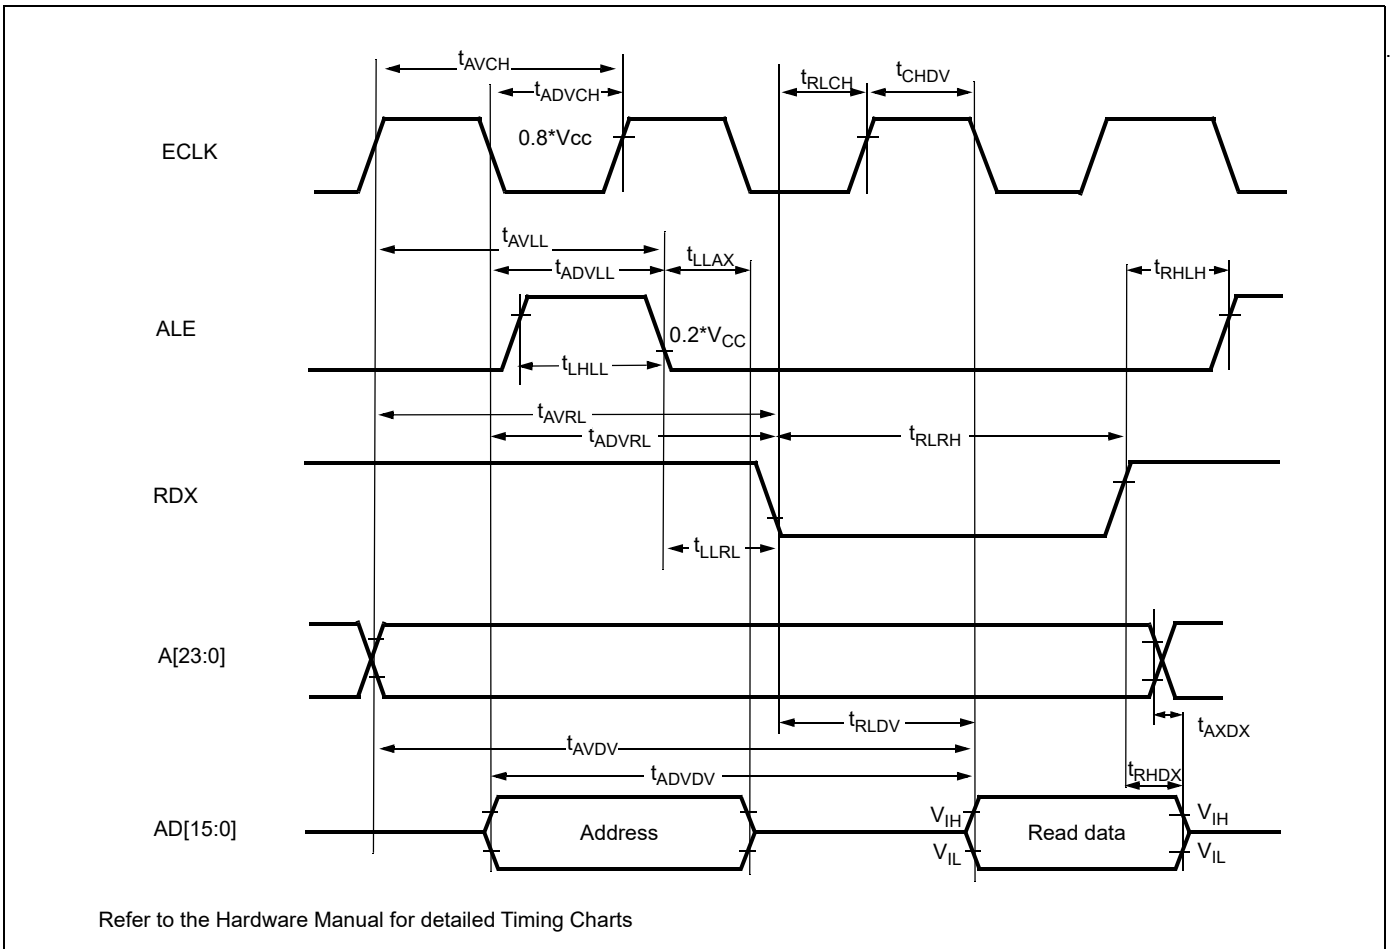 tAVCH
tADVCH
tRLCH
tCHDV
ECLK
0.8*Vcc
tAVLL
tADVLL
tLLAX
tRHLH
ALE
0.2*VCC
tLHLL
tAVRL
tADVRL
tRLRH
RDX
tLLRL
A[23:0]
tRLDV
tAXDX
tAVDV
tADVDV
tRHDX
AD[15:0]
Address
VIH
VIL
Read data
VIH
VIL
Refer to the Hardware Manual for detailed Timing Charts